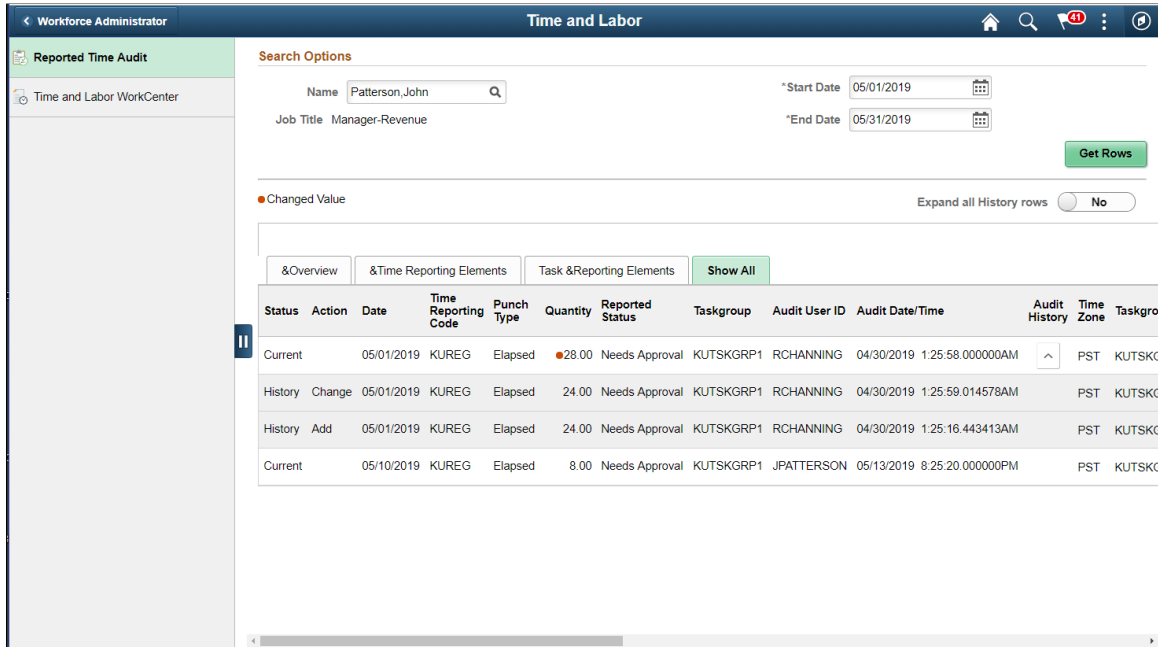 Workforce Administrator
Time and Labor
41
Reported Time Audit
Time and Labor WorkCenter
Search Options
Name Patterson,John
*Start Date 05/01/2019
Job Title Manager-Revenue
*End Date 05/31/2019
Get Rows
Changed Value
Expand all History rows No
&Overview &Time Reporting Elements Task &Reporting Elements Show All
Status Action Date Time Reporting Code Punch Type Quantity Reported Status Taskgroup Audit User ID Audit Date/Time Audit History Time Zone Taskgro
Current 05/01/2019 KUREG Elapsed 28.00 Needs Approval KUTSKGRP1 RCHANNING 04/30/2019 1:25:58.000000AM PST KUTSKG
History Change 05/01/2019 KUREG Elapsed 24.00 Needs Approval KUTSKGRP1 RCHANNING 04/30/2019 1:25:59.014578AM PST KUTSKG
History Add 05/01/2019 KUREG Elapsed 24.00 Needs Approval KUTSKGRP1 RCHANNING 04/30/2019 1:25:16.443413AM PST KUTSKG
Current 05/10/2019 KUREG Elapsed 8.00 Needs Approval KUTSKGRP1 JPATTERSON 05/13/2019 8:25:20.000000PM PST KUTSKG